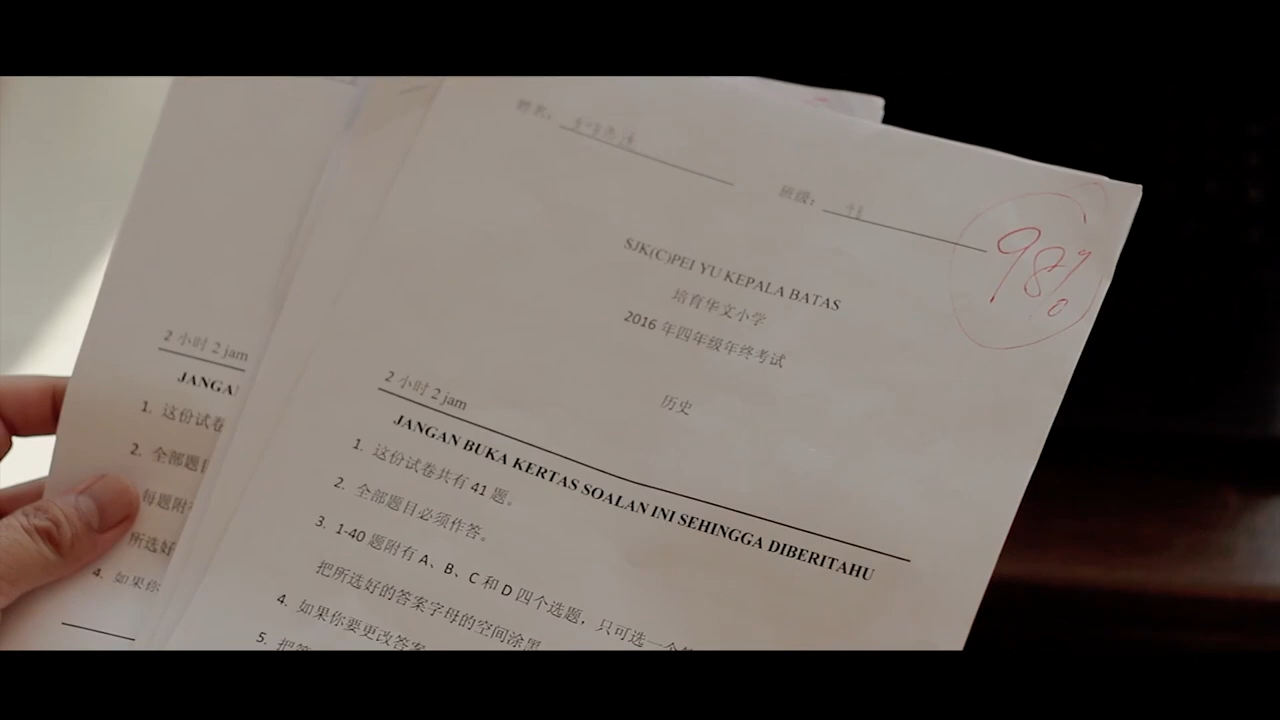 姓名：
班级：
98%
SJK(C)PEI YU KEPALA BATAS
培育华文小学
2016 年四年级年终考试
历史
2 小时 2 jam
JANGAN BUKA KERTAS SOALAN INI SEHINGGA DIBERITAHU
1. 这份试卷共有 41 题。
2. 全部题目必须作答。
3. 1-40 题附有 A、B、C 和 D 四个选题，只可选一个
把所选好的答案字母的空间涂黑
4. 如果你要更改答案
5. 把
2 小时 2 jam
JANGA
1. 这份试卷
2. 全部题
每题附
所选好
4. 如果你